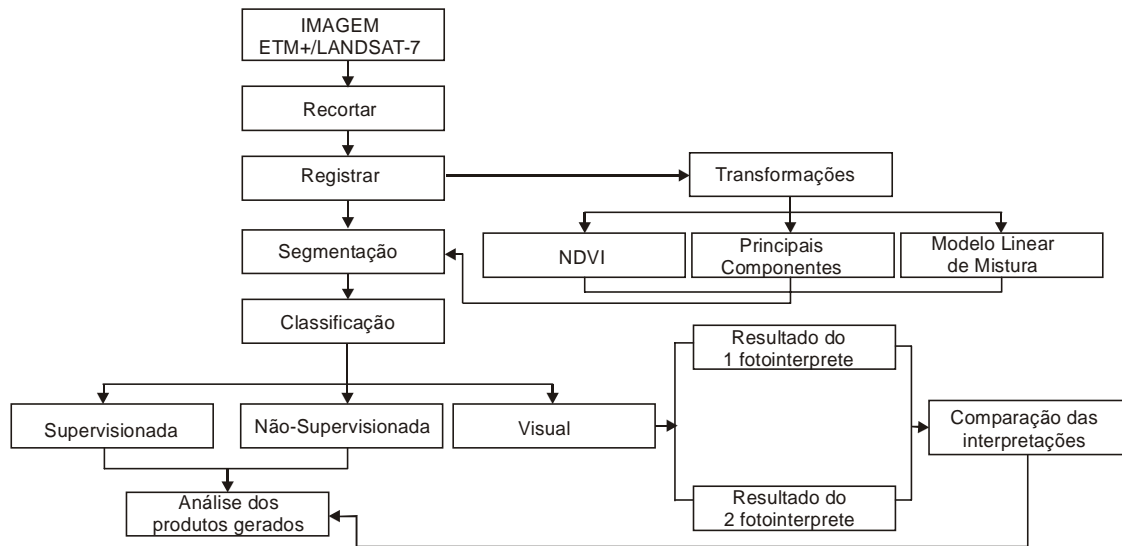 IMAGEM
ETM+/LANDSAT-7
Recortar
Registrar
Transformações
Segmentação
NDVI
Principais
Componentes
Modelo Linear
de Mistura
Classificação
Resultado do
1 fotointerprete
Supervisionada
Não-Supervisionada
Visual
Comparação das
interpretações
Análise dos
produtos gerados
Resultado do
2 fotointerprete